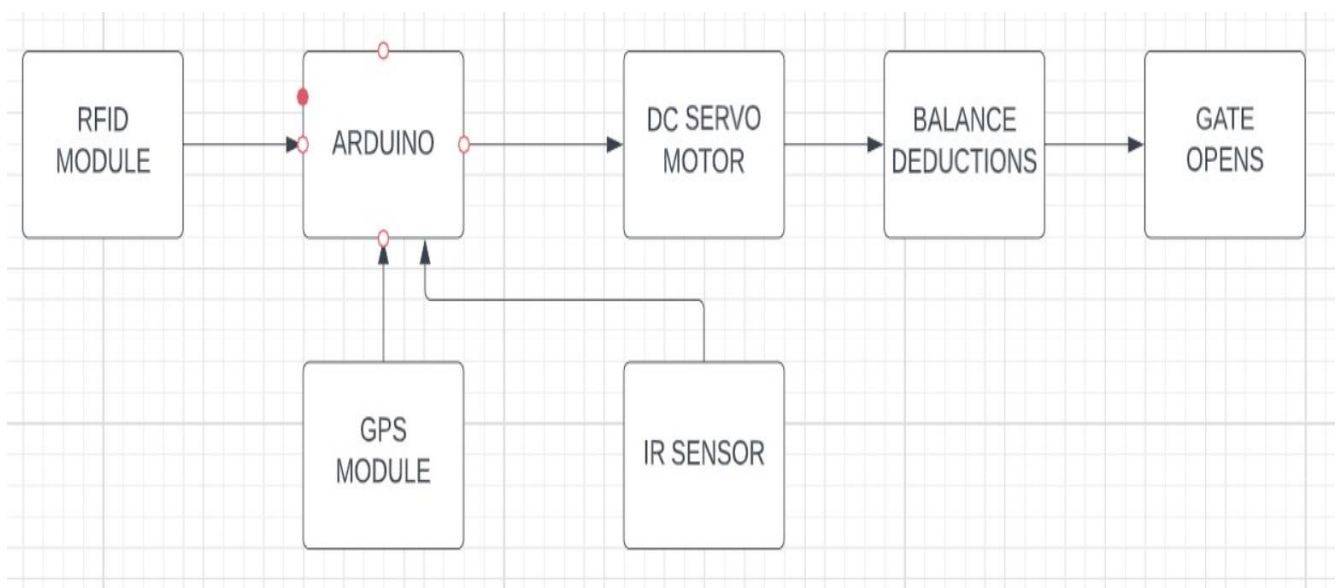 RFID
MODULE
ARDUINO
DC SERVO
MOTOR
BALANCE
DEDUCTIONS
GATE
OPENS
GPS
MODULE
IR SENSOR